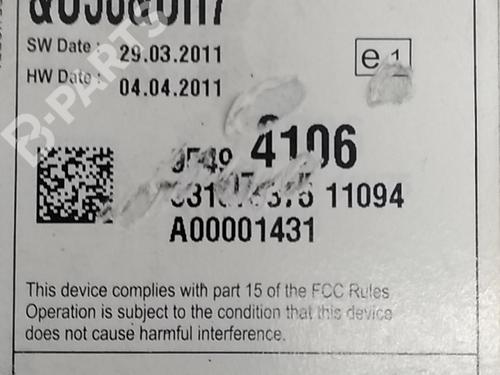 SW Date : 29.03.2011
HW Date : 04.04.2011
e 1
B-PARTS
4106
11094
A00001431
This device complies with part 15 of the FCC Rules
Operation is subject to the condition that this device
does not cause harmful interference.